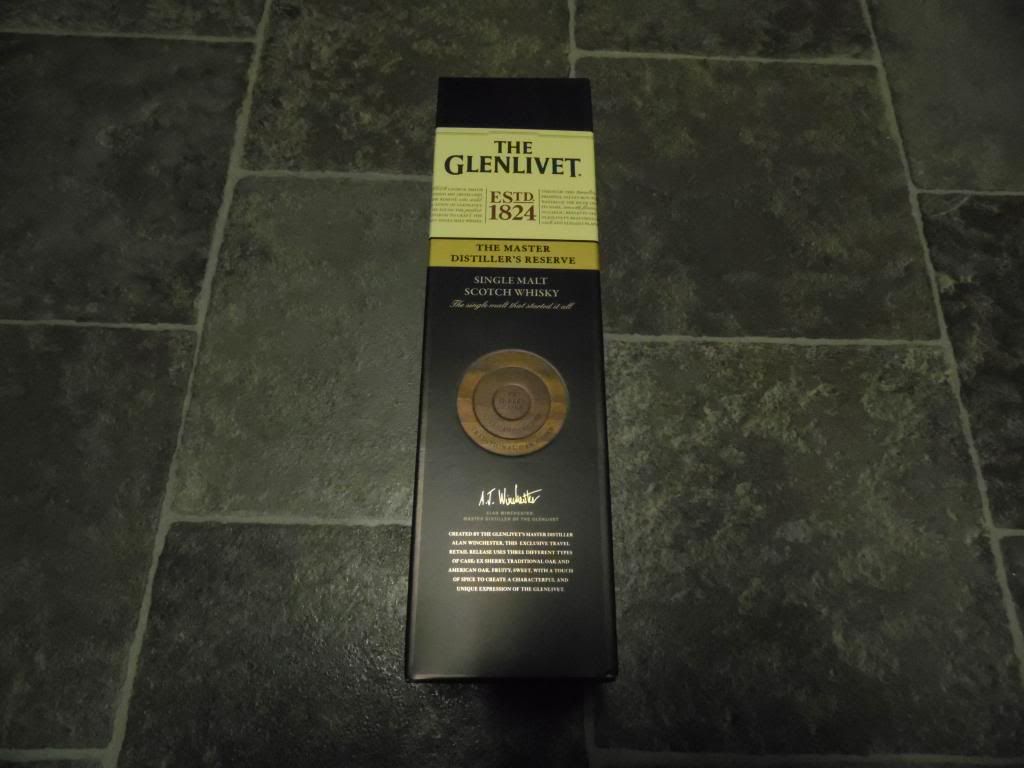 THE
GLENLIVET.
ESTD.
1824
THE MASTER
DISTILLER'S RESERVE
SINGLE MALT
SCOTCH WHISKY
The single malt that started it all
TRADITIONAL OAK
A.J. Winchester
ALAN WINCHESTER,
MASTER DISTILLER OF THE GLENLIVET
CREATED BY THE GLENLIVET'S MASTER DISTILLER
ALAN WINCHESTER, THIS EXCLUSIVE TRAVEL
RETAIL RELEASE USES THREE DIFFERENT TYPES
OF CASK: EX SHERRY, TRADITIONAL OAK AND
AMERICAN OAK. FRUITY, SWEET, WITH A TOUCH
OF SPICE TO CREATE A CHARACTERFUL AND
UNIQUE EXPRESSION OF THE GLENLIVET.